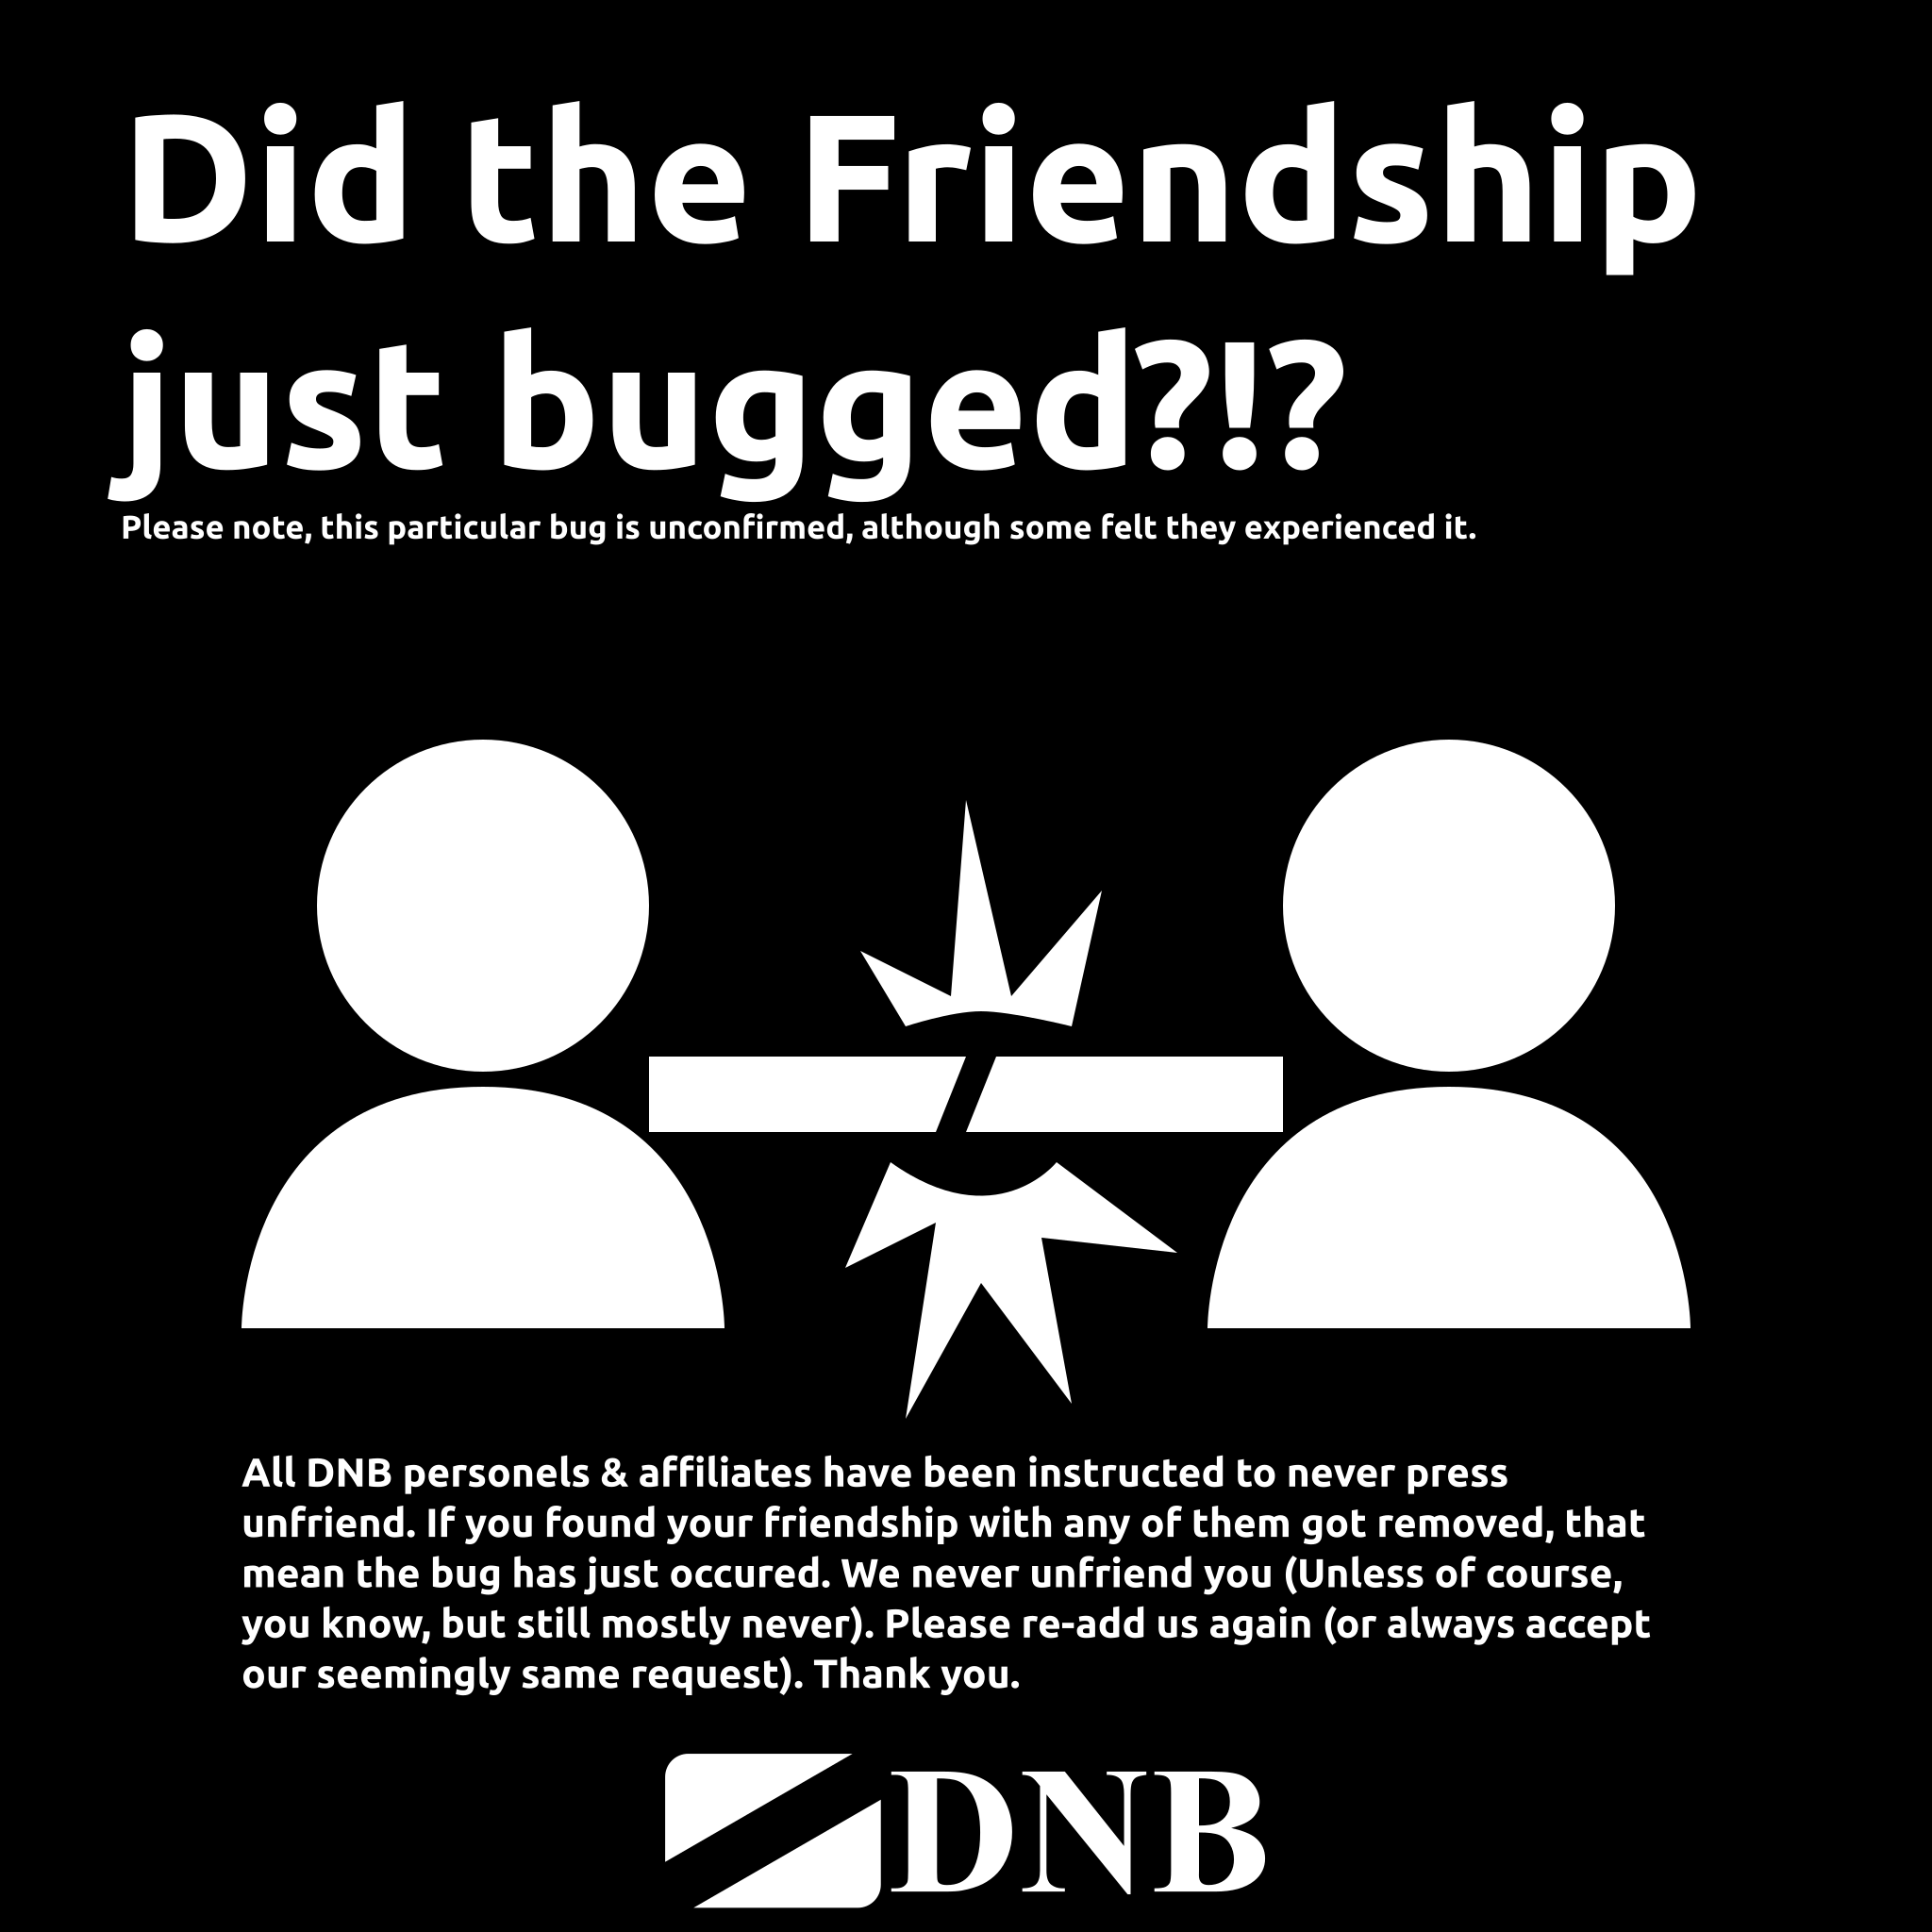 Did the Friendship
just bugged?!?
Please note, this particular bug is unconfirmed, although some felt they experienced it.
All DNB personels & affiliates have been instructed to never press
unfriend. If you found your friendship with any of them got removed, that
mean the bug has just occured. We never unfriend you (Unless of course,
you know, but still mostly never). Please re-add us again (or always accept
our seemingly same request). Thank you.
DNB